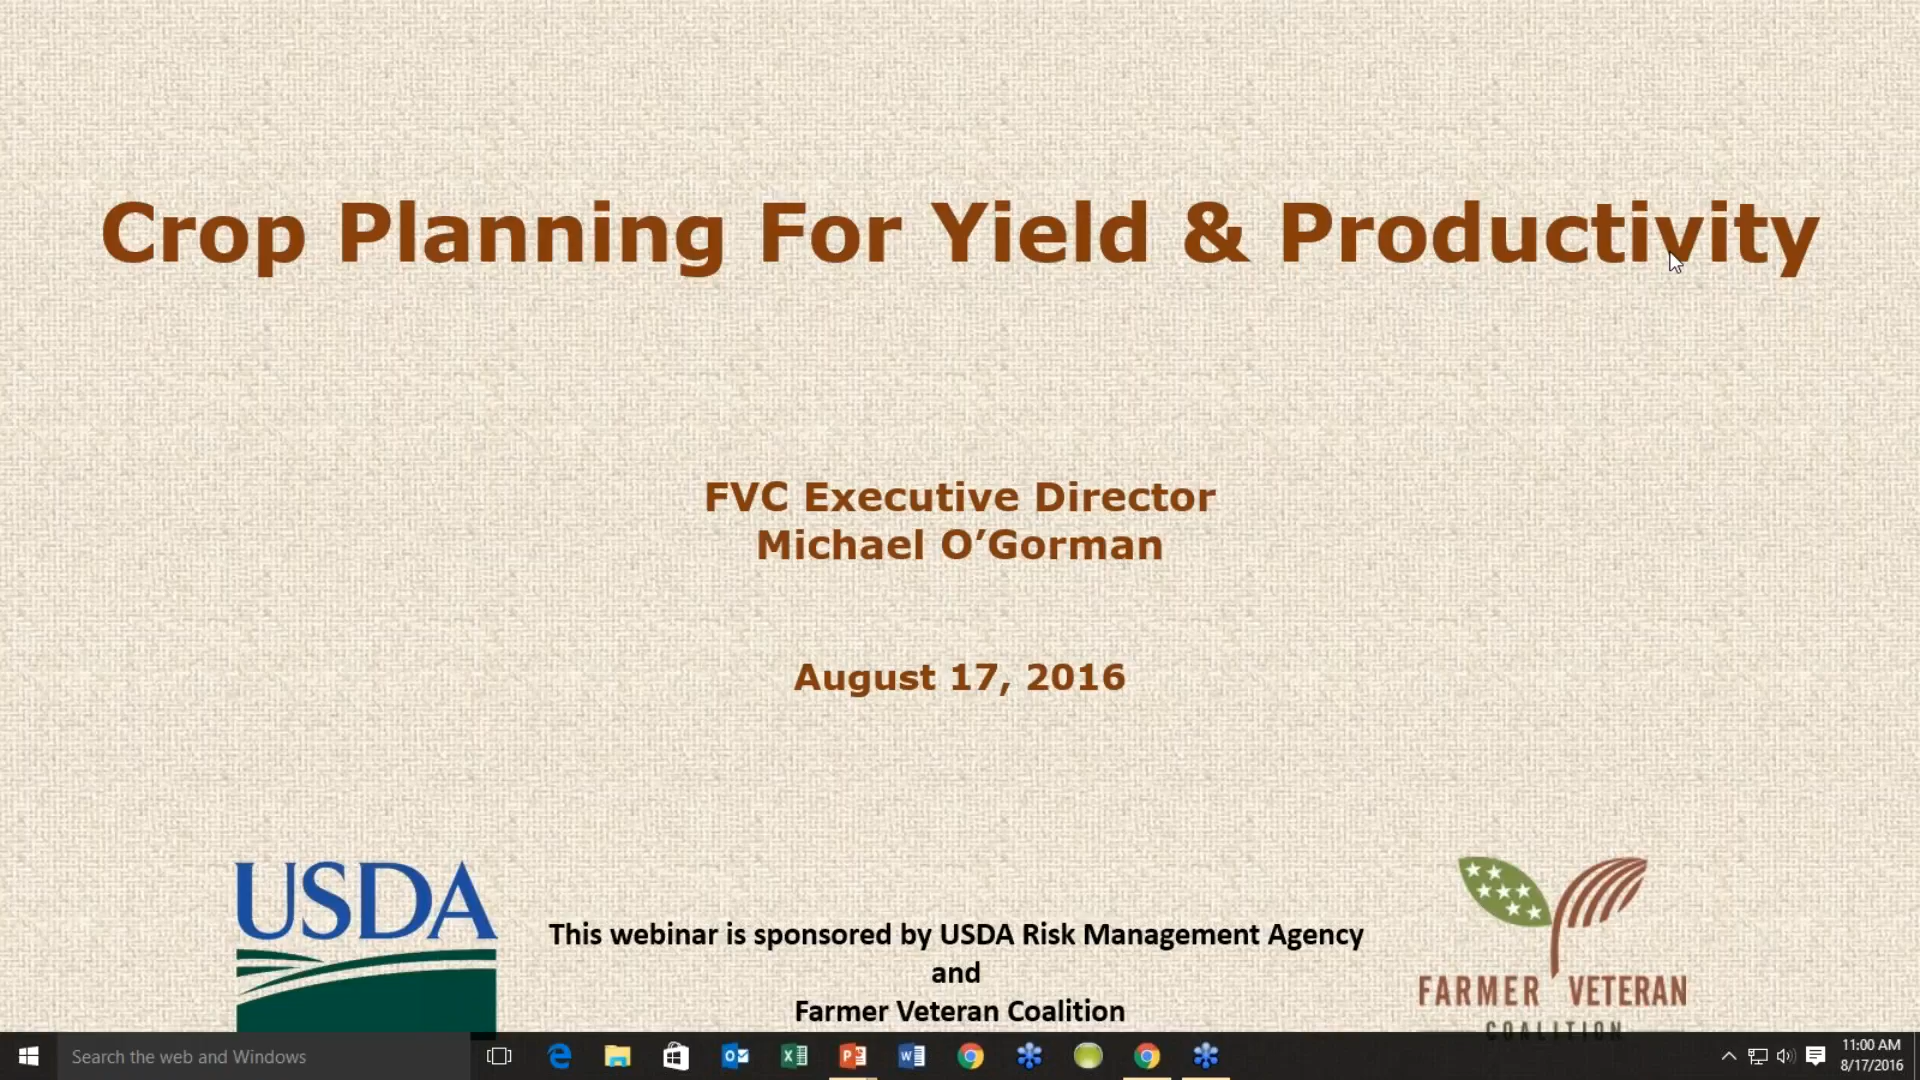 Crop Planning For Yield & Productivity
FVC Executive Director
Michael O’Gorman
August 17, 2016
USDA
This webinar is sponsored by USDA Risk Management Agency
and
Farmer Veteran Coalition
FARMER VETERAN
COALITION
Search the web and Windows
11:00 AM
8/17/2016